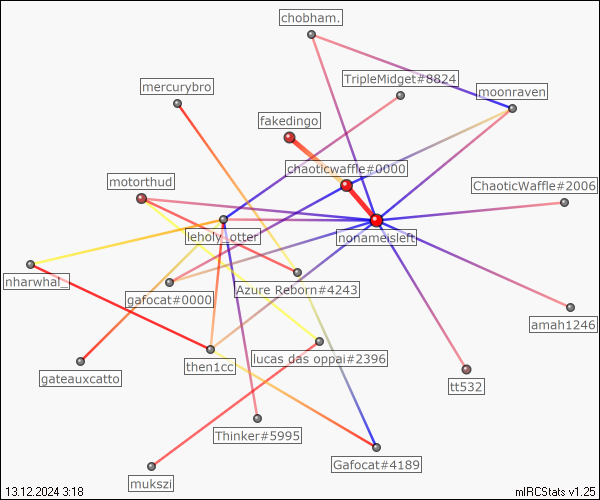 chobham.
TripleMidget#8824
mercurybro
moonraven
fakedingo
chaoticwaffle#0000
motorthud
ChaoticWaffle#2006
leholy_otter
nonameisleft
nharwhal_
gafocat#0000
Azure Reborn#4243
amah1246
lucas das oppai#2396
then1cc
gateauxcatto
tt532
Thinker#5995
Gafocat#4189
mukszi
13.12.2024 3:18
mIRCStats v1.25